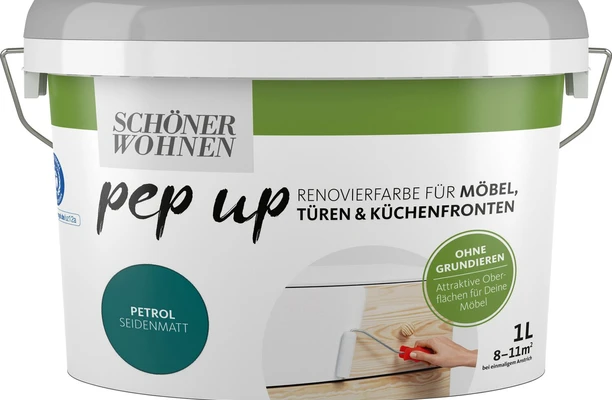 SCHÖNER
WOHNEN
pep up
RENOVIERFARBE FÜR MÖBEL,
TÜREN & KÜCHENFRONTEN
OHNE
GRUNDIEREN
Attraktive Ober-
flächen für Deine
Möbel
PETROL
SEIDENMATT
1L
8–11m²
bei einmaligem Anstrich